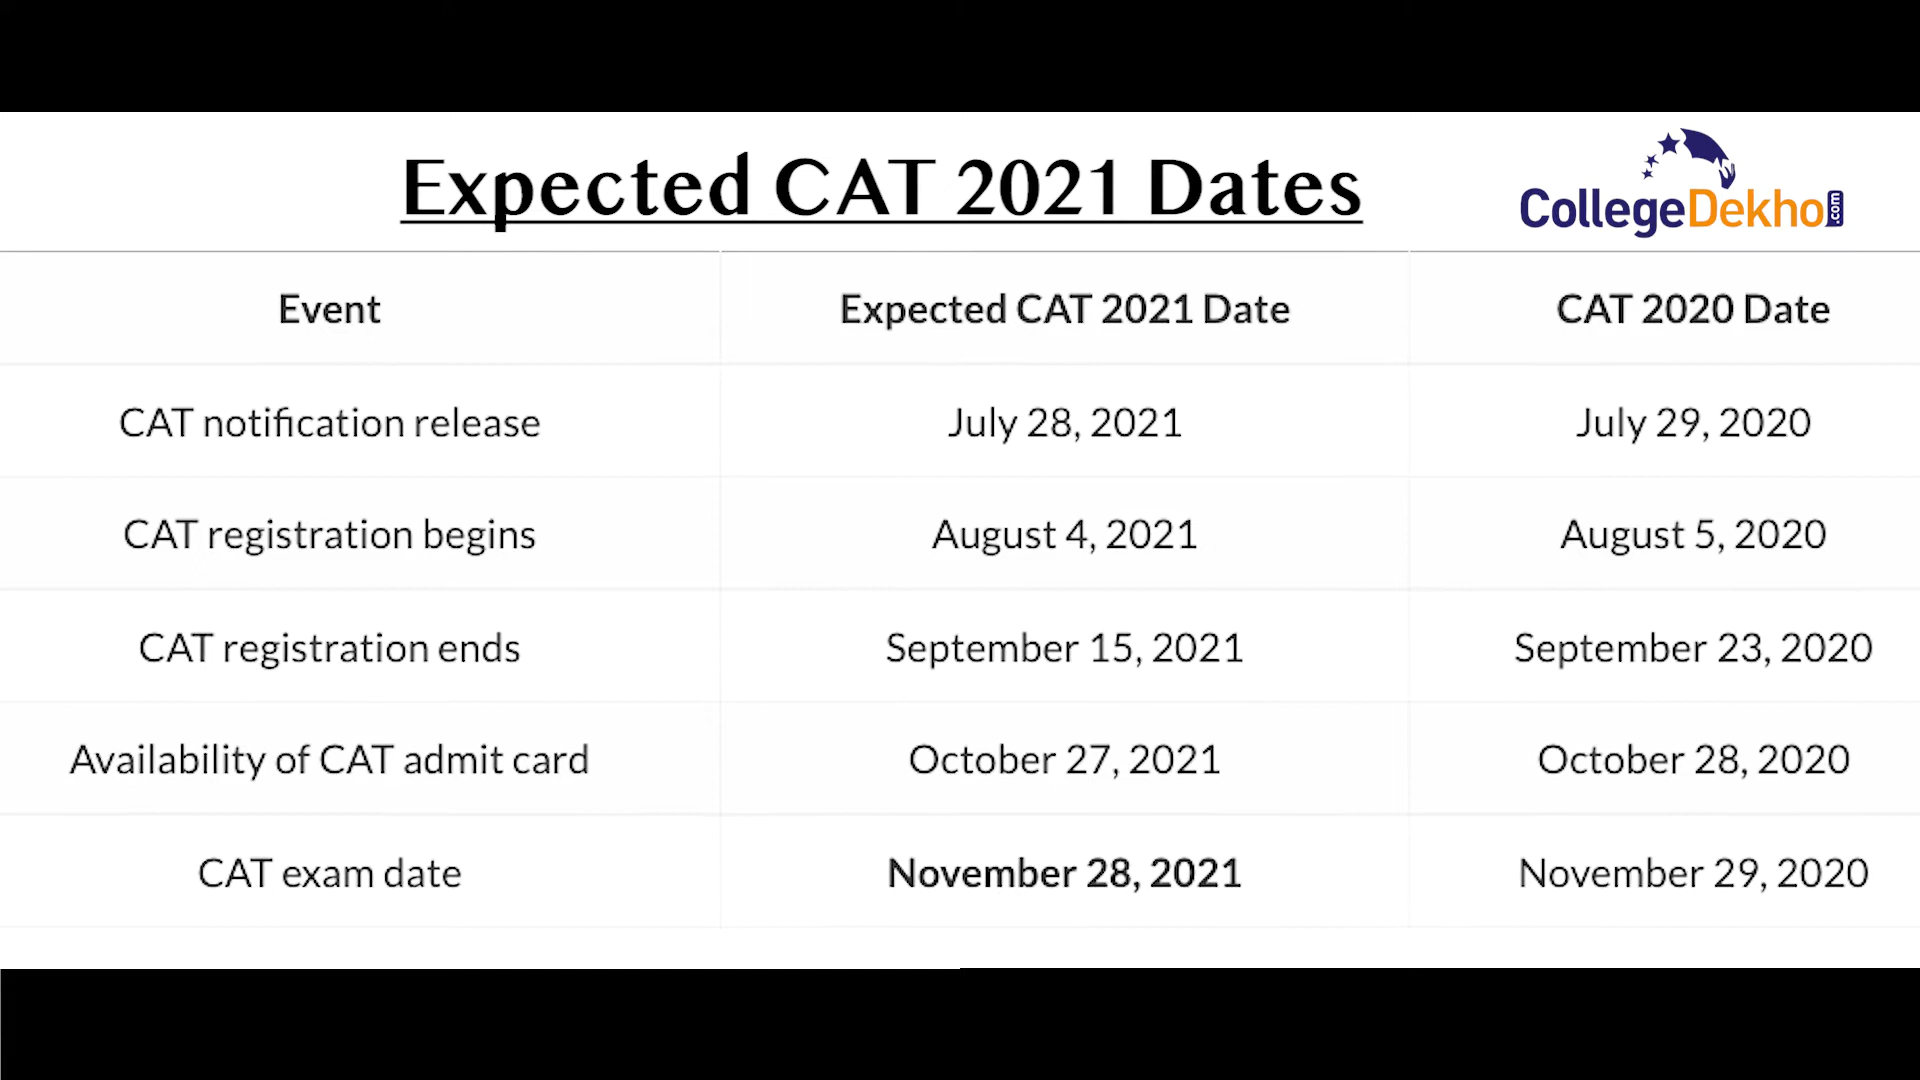 Expected CAT 2021 Dates
CollegeDekho.com
Event Expected CAT 2021 Date CAT 2020 Date
CAT notification release July 28, 2021 July 29, 2020
CAT registration begins August 4, 2021 August 5, 2020
CAT registration ends September 15, 2021 September 23, 2020
Availability of CAT admit card October 27, 2021 October 28, 2020
CAT exam date November 28, 2021 November 29, 2020